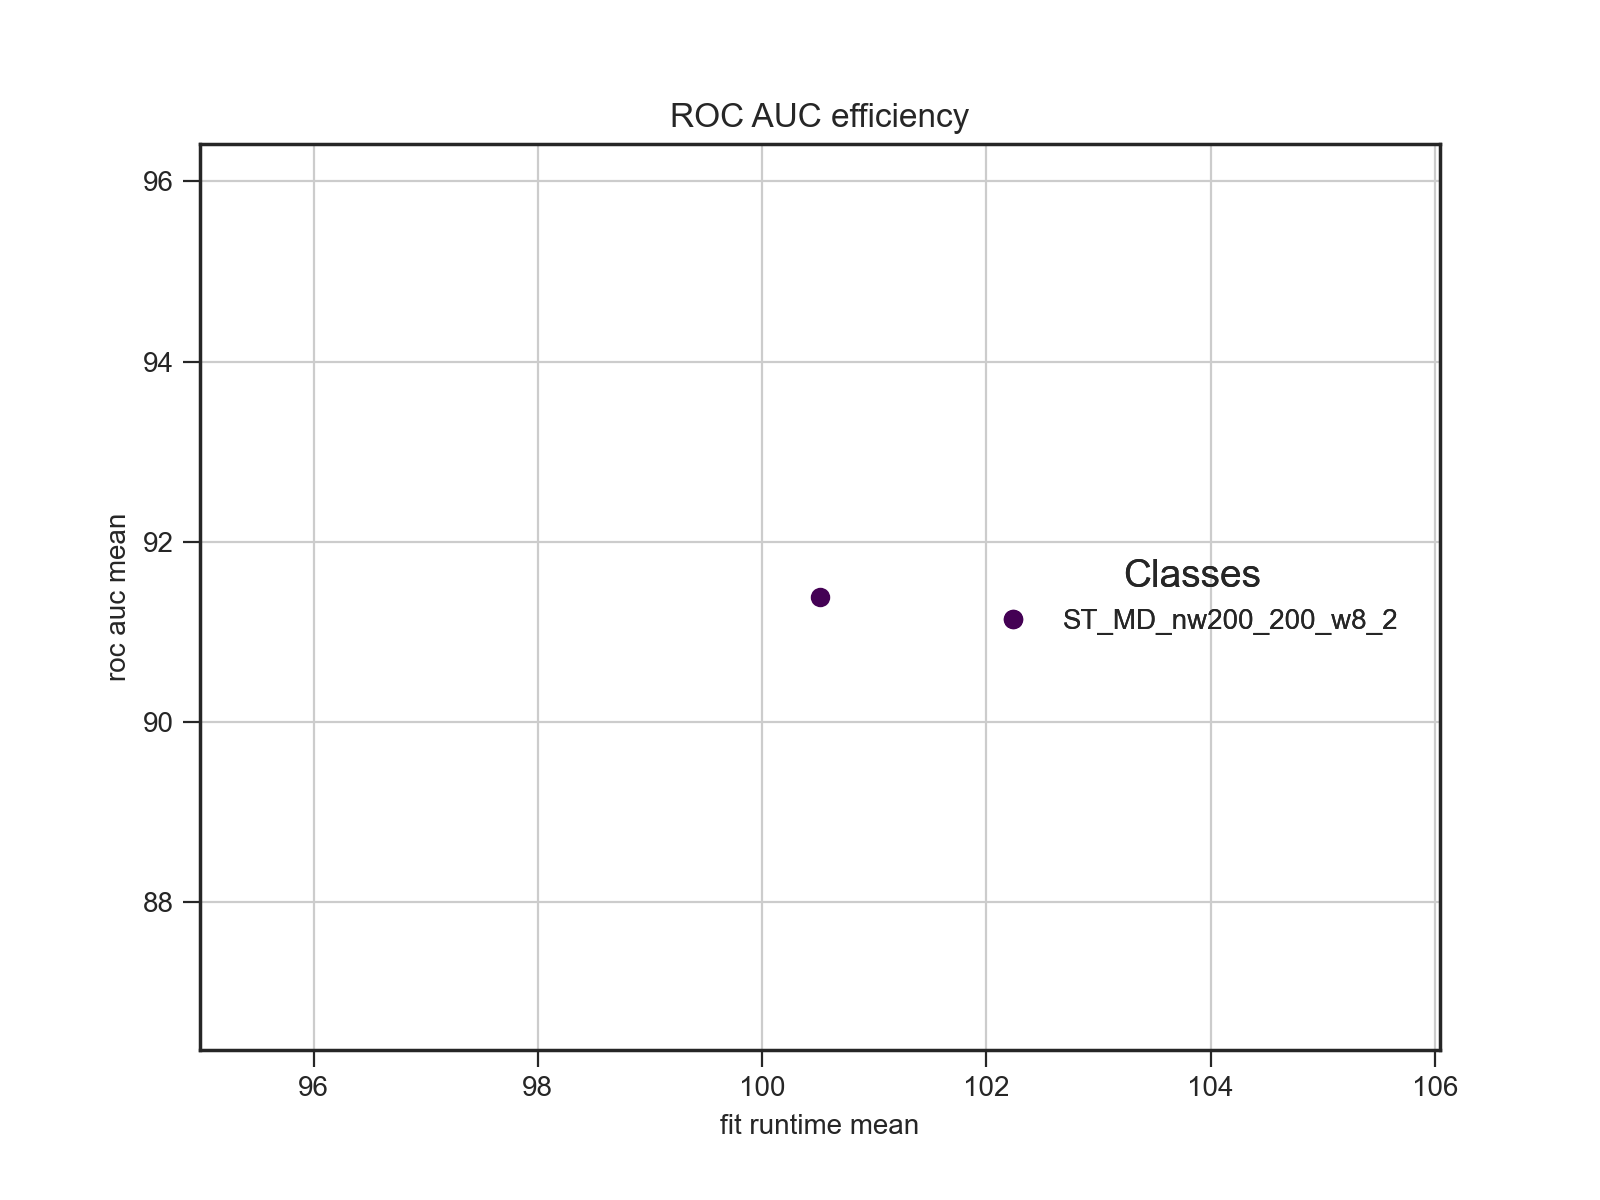 ROC AUC efficiency
96
94
92
90
88
roc auc mean
Classes
ST_MD_nw200_200_w8_2
96 98 100 102 104 106
fit runtime mean